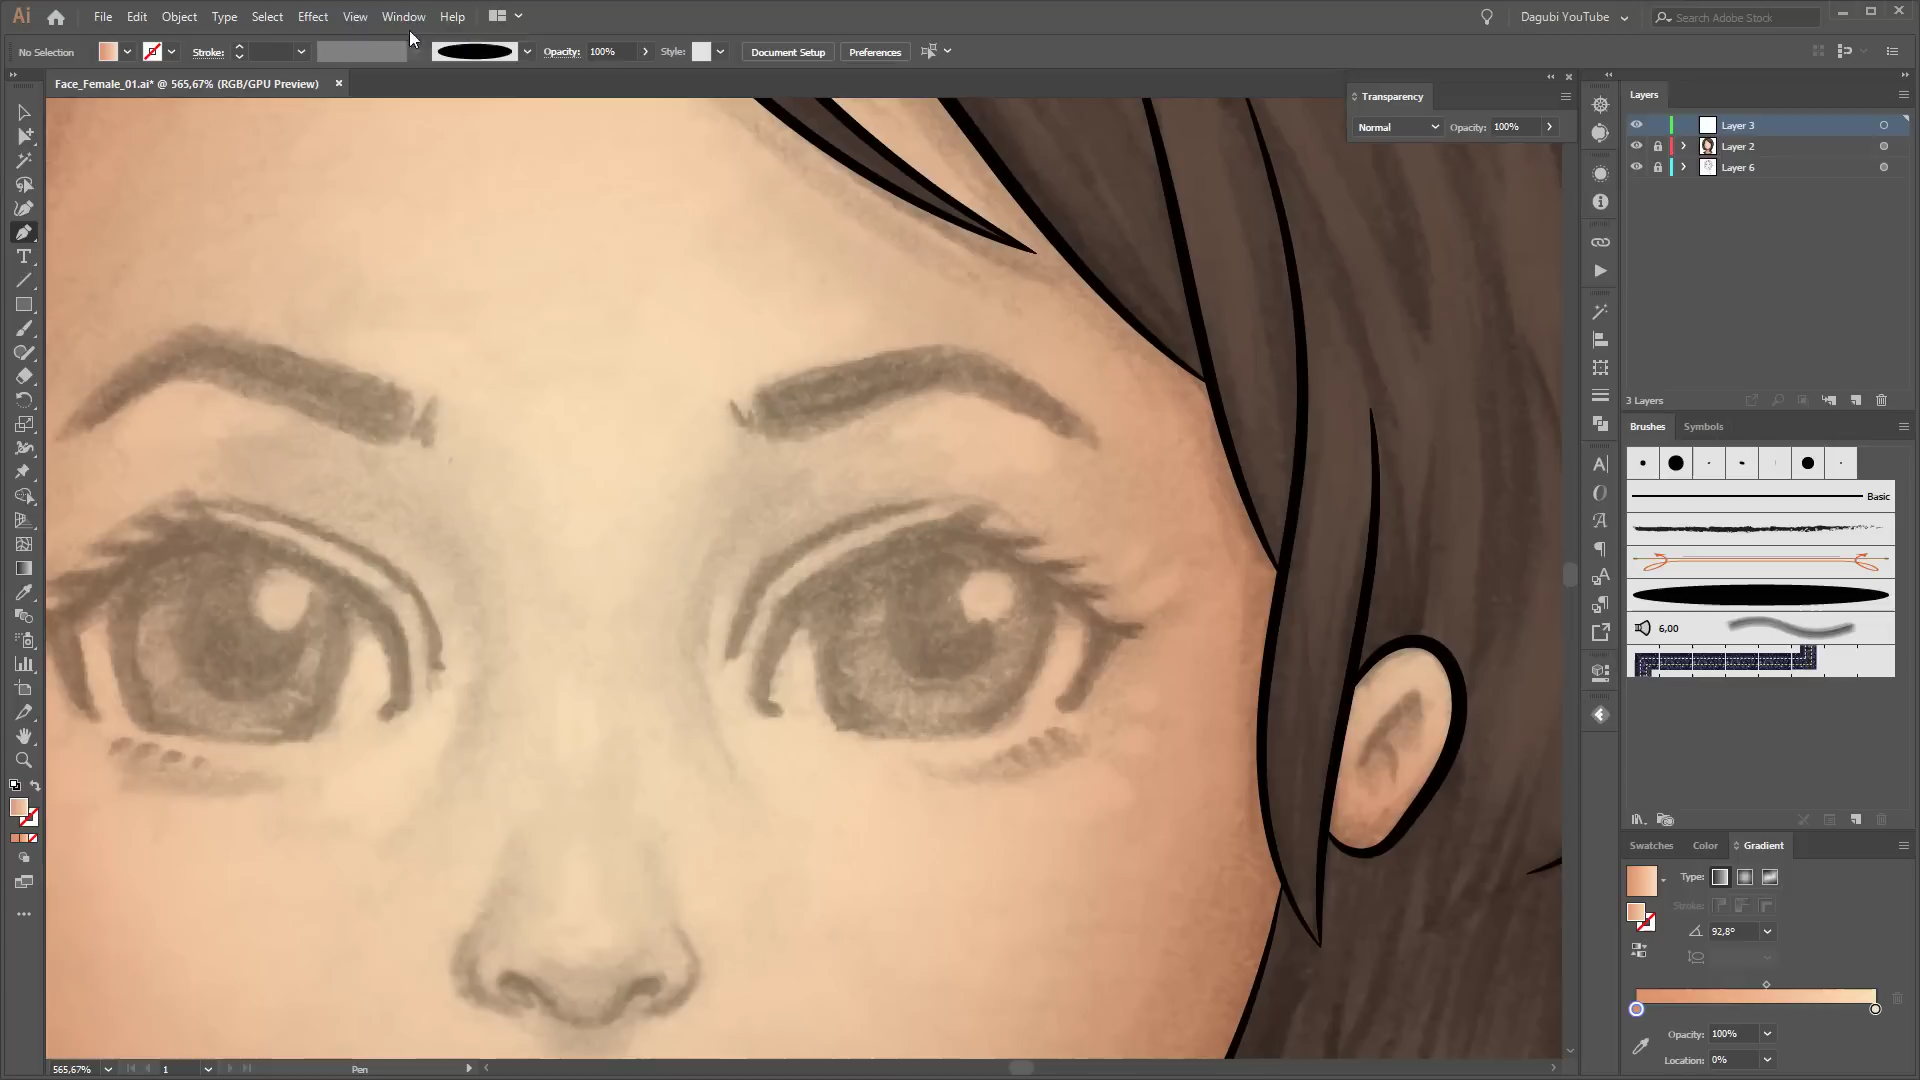 Ai File Edit Object Type Select Effect View Window Help Dagubi YouTube Search Adobe Stock
No Selection Stroke: Opacity: 100% Style: Document Setup Preferences
Face_Female_01.ai* @ 565,67% (RGB/GPU Preview)
Transparency
Normal Opacity: 100%
Layers
Layer 3
Layer 2
Layer 6
3 Layers
Brushes Symbols
Basic
6,00
Swatches Color Gradient
Type:
Stroke:
92,8°
Opacity: 100%
Location: 0%
565,67% 1 Pen